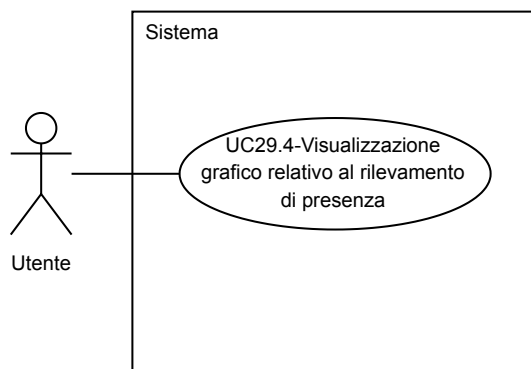 Sistema
UC29.4-Visualizzazione
grafico relativo al rilevamento
di presenza
Utente